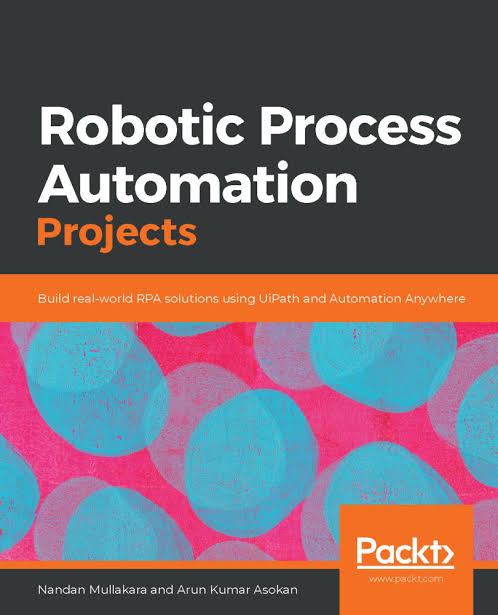 Robotic Process
Automation
Projects
Build real-world RPA solutions using UiPath and Automation Anywhere
Packt>
www.packt.com
Nandan Mullakara and Arun Kumar Asokan